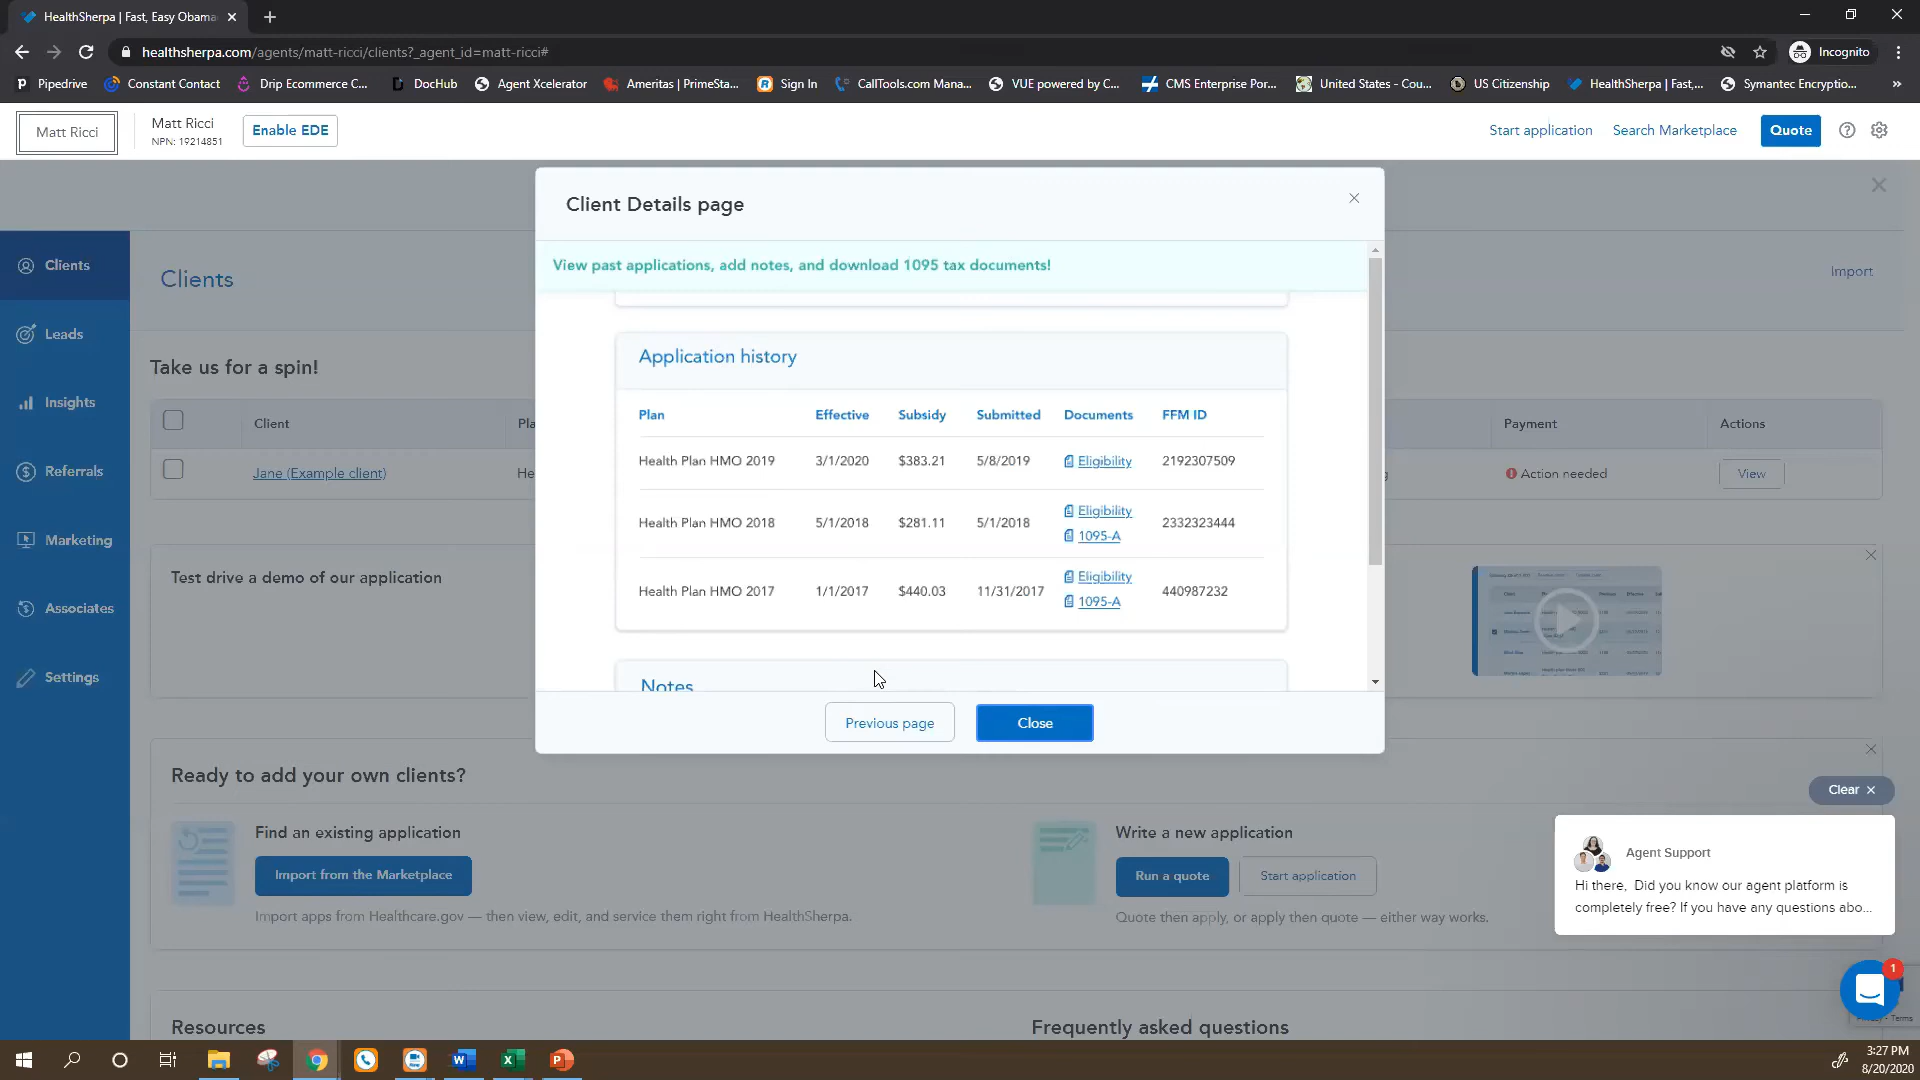 HealthSherpa | Fast, Easy Obama
healthsherpa.com/agents/matt-ricci/clients?_agent_id=matt-ricci#
Incognito
Pipedrive
Constant Contact
Drip Ecommerce C...
DocHub
Agent Xcelerator
Ameritas | PrimeSta...
Sign In
CallTools.com Mana...
VUE powered by C...
CMS Enterprise Por...
United States - Cou...
US Citizenship
HealthSherpa | Fast,...
Symantec Encryptio...
Matt Ricci
Matt Ricci
NPN: 19214851
Enable EDE
Start application
Search Marketplace
Quote
Clients
Leads
Insights
Referrals
Marketing
Associates
Settings
Clients
Import
Take us for a spin!
Client
Pla
Payment
Actions
Jane (Example client)
He
g
Action needed
View
Test drive a demo of our application
Client Details page
View past applications, add notes, and download 1095 tax documents!
Application history
Plan Effective Subsidy Submitted Documents FFM ID
Health Plan HMO 2019 3/1/2020 $383.21 5/8/2019 Eligibility 2192307509
Eligibility
Health Plan HMO 2018 5/1/2018 $281.11 5/1/2018 2332323444
1095-A
Eligibility
Health Plan HMO 2017 1/1/2017 $440.03 11/31/2017 440987232
1095-A
Notes
Previous page
Close
Ready to add your own clients?
Find an existing application
Import from the Marketplace
Import apps from Healthcare.gov — then view, edit, and service them right from HealthSherpa.
Write a new application
Run a quote
Start application
Quote then apply, or apply then quote — either way works.
Clear
Agent Support
Hi there, Did you know our agent platform is
completely free? If you have any questions abo...
1
Privacy - Terms
Resources
Frequently asked questions
3:27 PM
8/20/2020